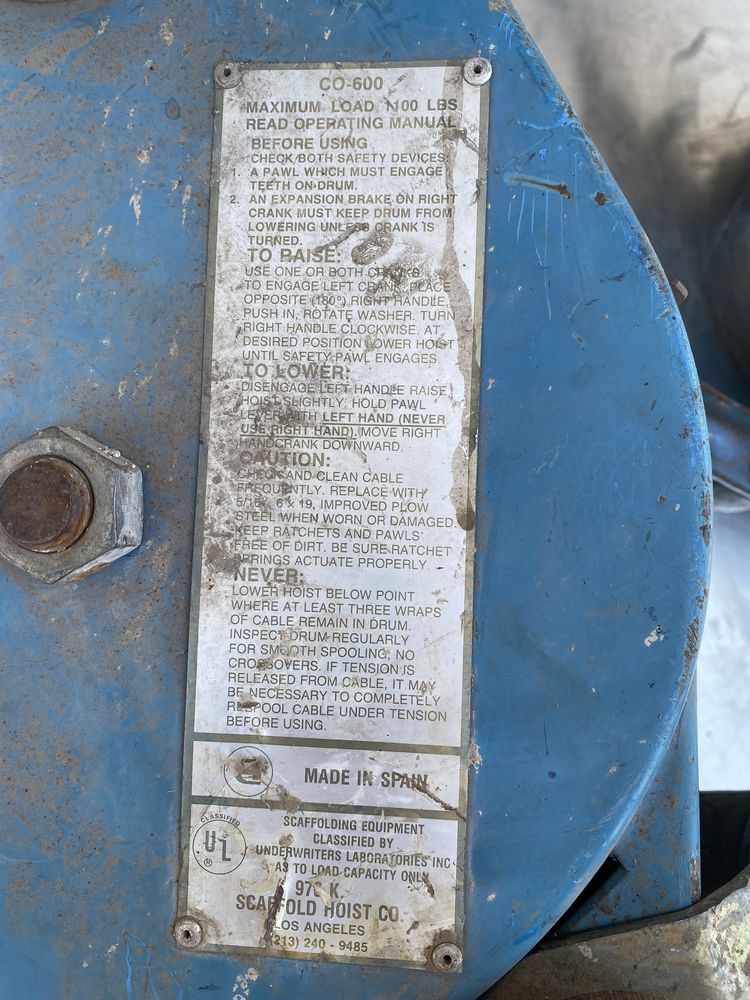 CO-600
MAXIMUM LOAD 1100 LBS
READ OPERATING MANUAL
BEFORE USING
CHECK BOTH SAFETY DEVICES:
1. A PAWL WHICH MUST ENGAGE
TEETH ON DRUM.
2. AN EXPANSION BRAKE ON RIGHT
CRANK MUST KEEP DRUM FROM
LOWERING UNLESS CRANK IS
TURNED.
TO RAISE:
USE ONE OR BOTH CRANKS.
TO ENGAGE LEFT CRANK, PLACE
OPPOSITE (180°) RIGHT HANDLE,
PUSH IN, ROTATE WASHER. TURN
RIGHT HANDLE CLOCKWISE. AT
DESIRED POSITION LOWER HOIST
UNTIL SAFETY PAWL ENGAGES.
TO LOWER:
DISENGAGE LEFT HANDLE RAISE
HOIST SLIGHTLY, HOLD PAWL
LEVER WITH LEFT HAND (NEVER
USE RIGHT HAND). MOVE RIGHT
HANDCRANK DOWNWARD.
CAUTION:
CHECK AND CLEAN CABLE
FREQUENTLY. REPLACE WITH
5/16", 6 x 19, IMPROVED PLOW
STEEL WHEN WORN OR DAMAGED
KEEP RATCHETS AND PAWLS
FREE OF DIRT. BE SURE RATCHET
SPRINGS ACTUATE PROPERLY.
NEVER:
LOWER HOIST BELOW POINT
WHERE AT LEAST THREE WRAPS
OF CABLE REMAIN IN DRUM.
INSPECT DRUM REGULARLY
FOR SMOOTH SPOOLING, NO
CROSSOVERS. IF TENSION IS
RELEASED FROM CABLE, IT MAY
BE NECESSARY TO COMPLETELY
RESPOOL CABLE UNDER TENSION
BEFORE USING.
MADE IN SPAIN
CLASSIFIED
UL
®
SCAFFOLDING EQUIPMENT
CLASSIFIED BY
UNDERWRITERS LABORATORIES INC.
AS TO LOAD CAPACITY ONLY
K
SCAFFOLD HOIST CO.
LOS ANGELES
(213) 240 - 9485